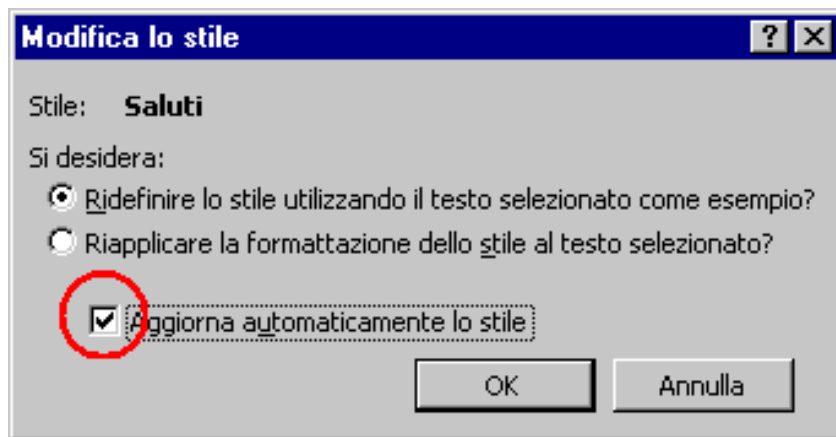 Modifica lo stile
Stile: Saluti
Si desidera:
Ridefinire lo stile utilizzando il testo selezionato come esempio?
Riapplicare la formattazione dello stile al testo selezionato?
Aggiorna automaticamente lo stile
OK Annulla